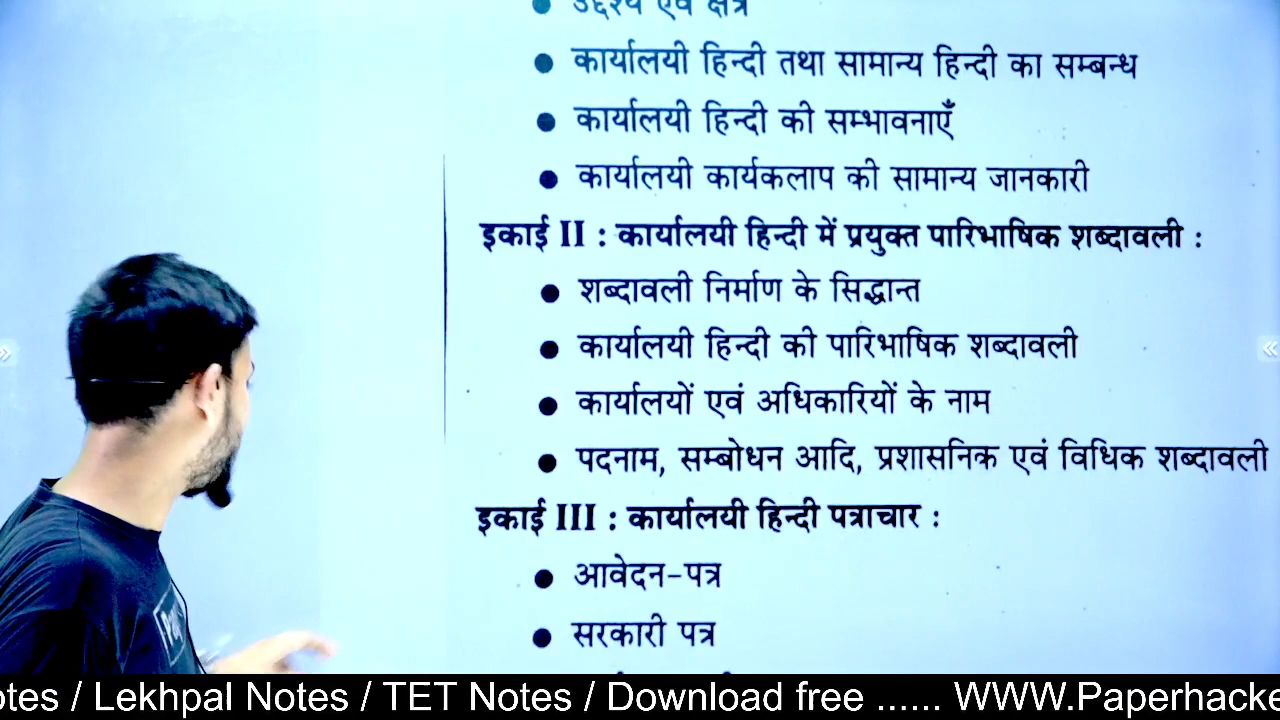 उद्देश्य एवं क्षेत्र
कार्यालयी हिन्दी तथा सामान्य हिन्दी का सम्बन्ध
कार्यालयी हिन्दी की सम्भावनाएँ
कार्यालयी कार्यकलाप की सामान्य जानकारी
इकाई II : कार्यालयी हिन्दी में प्रयुक्त पारिभाषिक शब्दावली :
शब्दावली निर्माण के सिद्धान्त
कार्यालयी हिन्दी की पारिभाषिक शब्दावली
कार्यालयों एवं अधिकारियों के नाम
पदनाम, सम्बोधन आदि, प्रशासनिक एवं विधिक शब्दावली
इकाई III : कार्यालयी हिन्दी पत्राचार :
आवेदन-पत्र
सरकारी पत्र
otes / Lekhpal Notes / TET Notes / Download free ...... WWW.Paperhacke